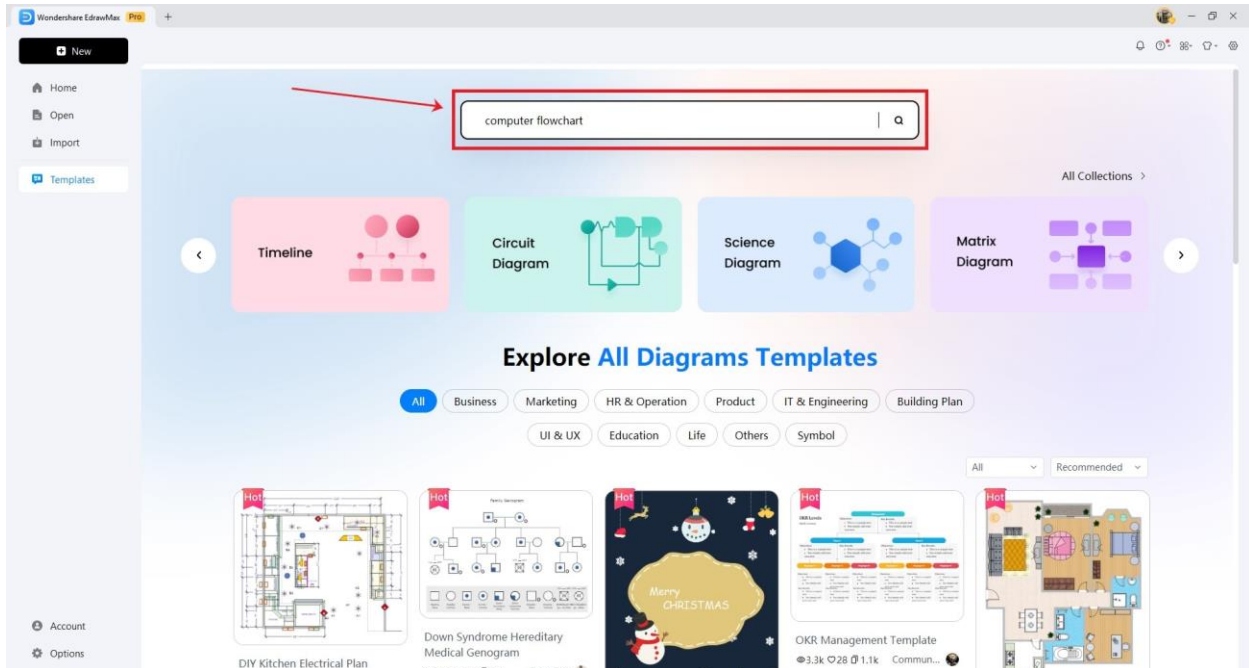 Wondershare EdrawMax Pro
New
Home
Open
Import
Templates
computer flowchart
All Collections
Timeline
Circuit
Diagram
Science
Diagram
Matrix
Diagram
Explore All Diagrams Templates
All Business Marketing HR & Operation Product IT & Engineering Building Plan
UI & UX Education Life Others Symbol
All Recommended
Hot
DIY Kitchen Electrical Plan
Hot
Down Syndrome Hereditary
Medical Genogram
Hot
Merry
CHRISTMAS
Hot
OKR Management Template
3.3k 28 1.1k Commun...
Hot
Account
Options